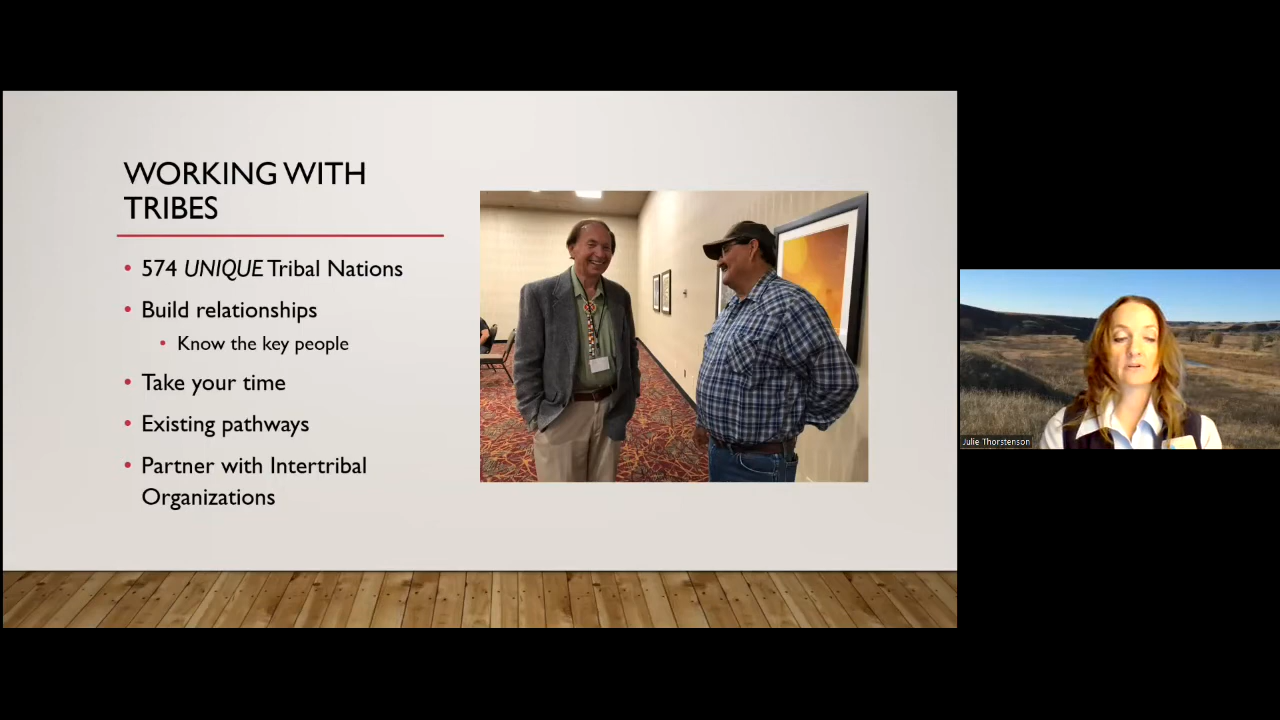 WORKING WITH
TRIBES
• 574 UNIQUE Tribal Nations
• Build relationships
• Know the key people
• Take your time
• Existing pathways
• Partner with Intertribal
Organizations
Julie Thorstenson